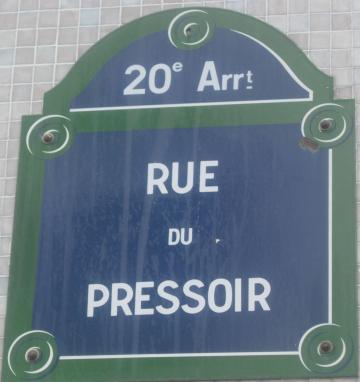 20e Arrt
RUE
DU
PRESSOIR